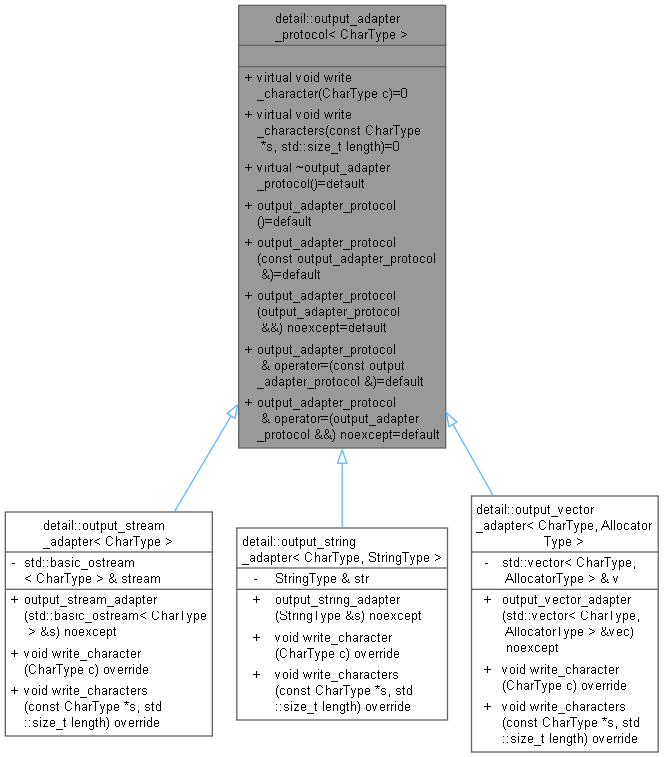 detail::output_adapter
_protocol< CharType >
+ virtual void write
_character(CharType c)=0
+ virtual void write
_characters(const CharType
*s, std::size_t length)=0
+ virtual ~output_adapter
_protocol()=default
+ output_adapter_protocol
()=default
+ output_adapter_protocol
(const output_adapter_protocol
&)=default
+ output_adapter_protocol
(output_adapter_protocol
&&) noexcept=default
+ output_adapter_protocol
& operator=(const output
_adapter_protocol &)=default
+ output_adapter_protocol
& operator=(output_adapter
_protocol &&) noexcept=default
detail::output_stream
_adapter< CharType >
- std::basic_ostream
< CharType > & stream
+ output_stream_adapter
(std::basic_ostream< CharType
> &s) noexcept
+ void write_character
(CharType c) override
+ void write_characters
(const CharType *s, std
::size_t length) override
detail::output_string
_adapter< CharType, StringType >
- StringType & str
+ output_string_adapter
(StringType &s) noexcept
+ void write_character
(CharType c) override
+ void write_characters
(const CharType *s, std
::size_t length) override
detail::output_vector
_adapter< CharType, Allocator
Type >
- std::vector< CharType,
AllocatorType > & v
+ output_vector_adapter
(std::vector< CharType,
AllocatorType > &vec)
noexcept
+ void write_character
(CharType c) override
+ void write_characters
(const CharType *s, std
::size_t length) override